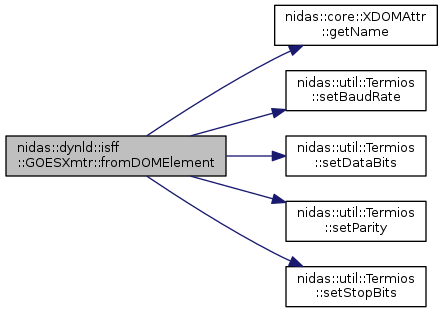 nidas::core::XDOMAttr
::getName
nidas::util::Termios
::setBaudRate
nidas::dynld::isff
::GOESXmtr::fromDOMElement
nidas::util::Termios
::setDataBits
nidas::util::Termios
::setParity
nidas::util::Termios
::setStopBits